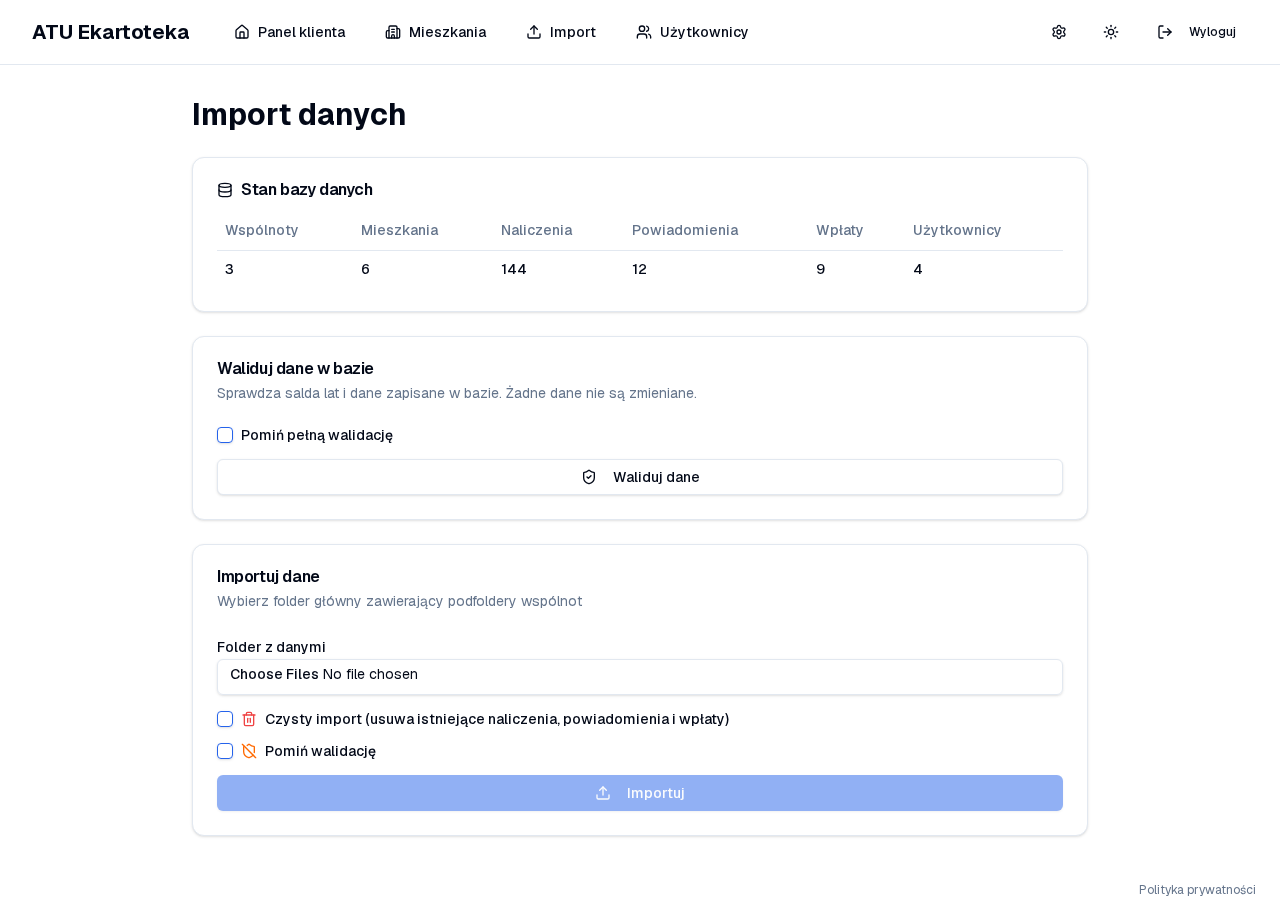 ATU Ekartoteka Panel klienta Mieszkania Import Użytkownicy Wyloguj
Import danych
Stan bazy danych
Wspólnoty Mieszkania Naliczenia Powiadomienia Wpłaty Użytkownicy
3 6 144 12 9 4
Waliduj dane w bazie
Sprawdza salda lat i dane zapisane w bazie. Żadne dane nie są zmieniane.
Pomiń pełną walidację
Waliduj dane
Importuj dane
Wybierz folder główny zawierający podfoldery wspólnot
Folder z danymi
Choose Files No file chosen
Czysty import (usuwa istniejące naliczenia, powiadomienia i wpłaty)
Pomiń walidację
Importuj
Polityka prywatności